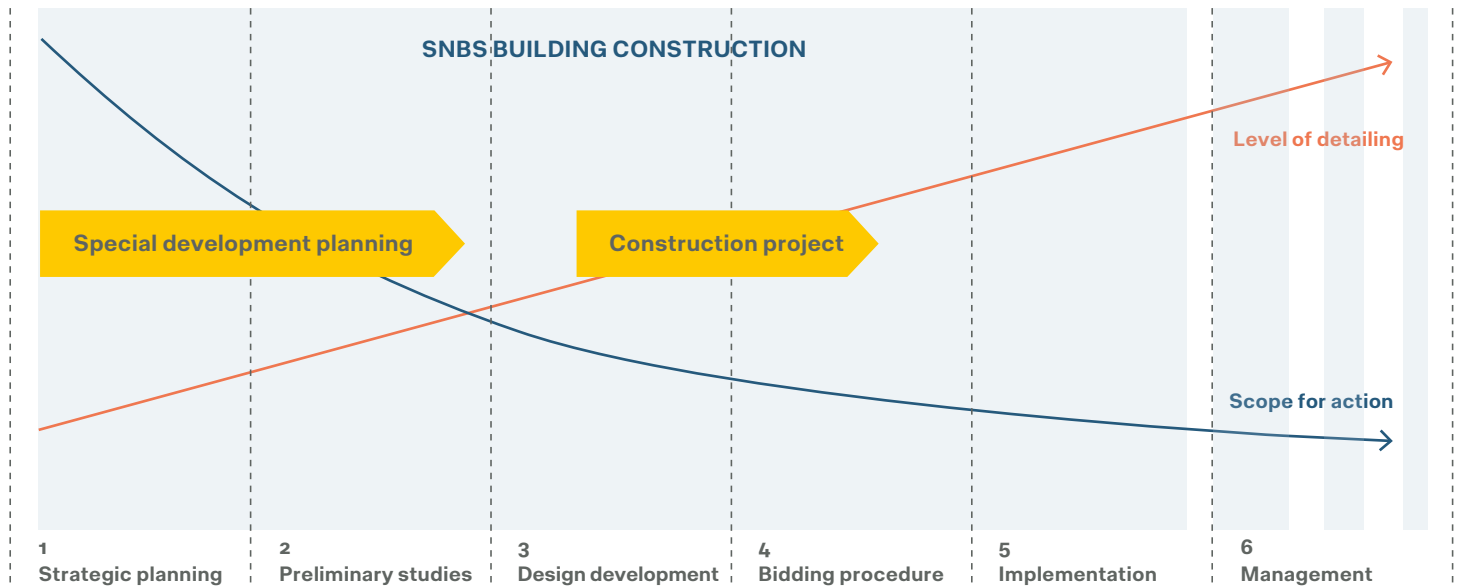 SNBS BUILDING CONSTRUCTION
Level of detailing
Special development planning
Construction project
Scope for action
1
Strategic planning
2
Preliminary studies
3
Design development
4
Bidding procedure
5
Implementation
6
Management